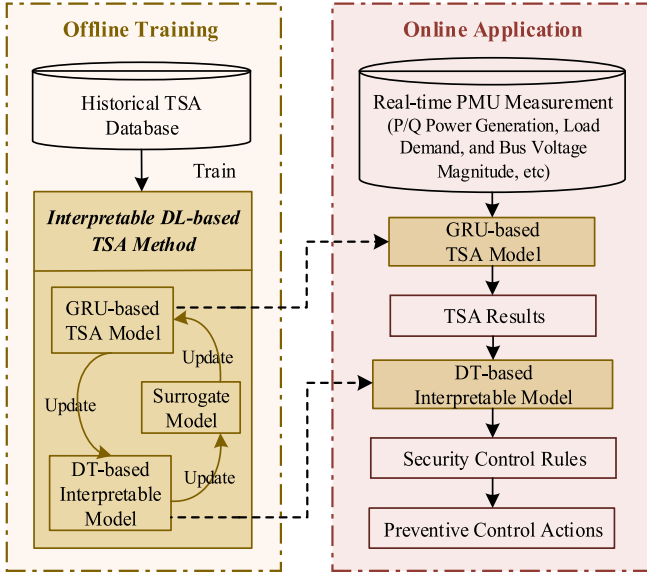 Offline Training
Historical TSA
Database
Train
Interpretable DL-based
TSA Method
GRU-based
TSA Model
Update
Surrogate
Model
Update
DT-based
Interpretable
Model
Update
Online Application
Real-time PMU Measurement
(P/Q Power Generation, Load
Demand, and Bus Voltage
Magnitude, etc)
GRU-based
TSA Model
TSA Results
DT-based
Interpretable Model
Security Control Rules
Preventive Control Actions